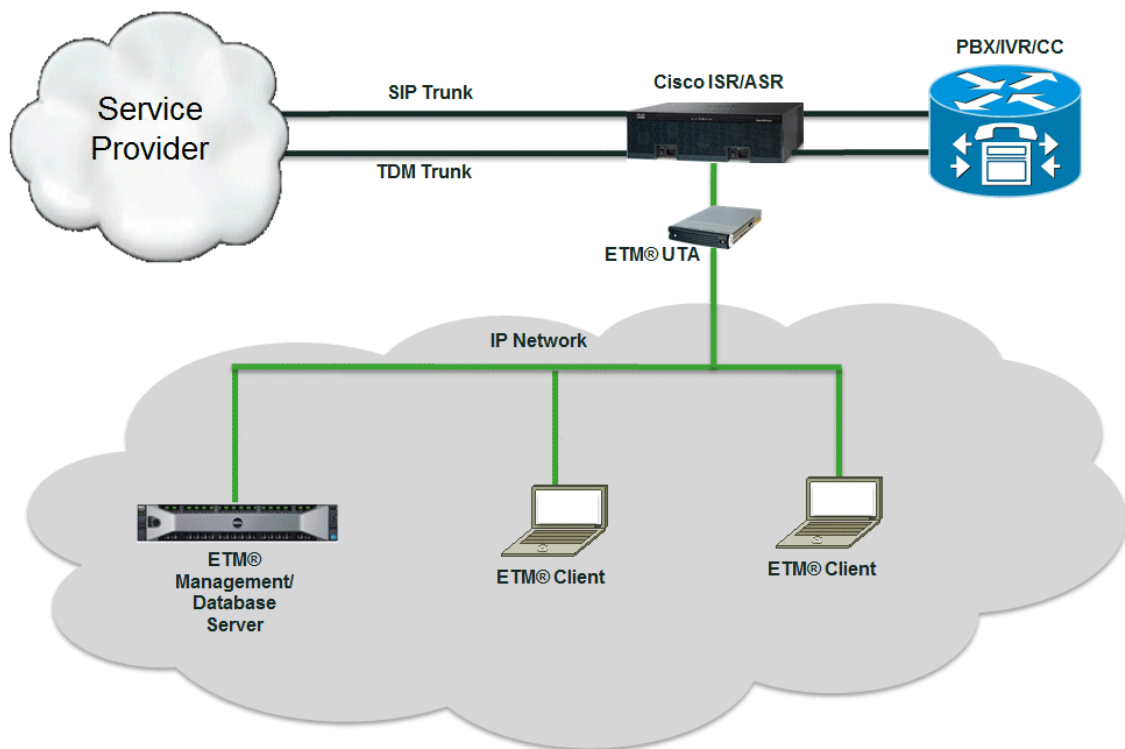 Service
Provider
SIP Trunk
TDM Trunk
Cisco ISR/ASR
PBX/IVR/CC
ETM® UTA
IP Network
ETM®
Management/
Database
Server
ETM® Client
ETM® Client